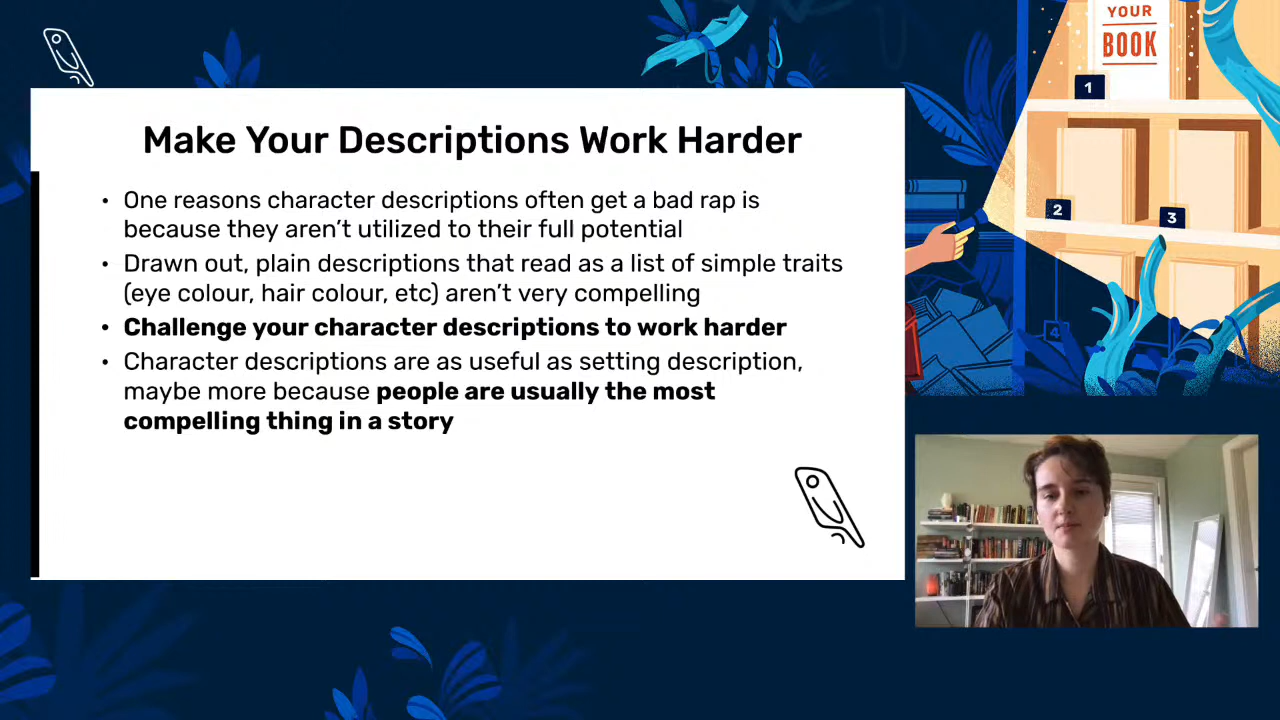 YOUR
BOOK
1
2
3
4
Make Your Descriptions Work Harder
• One reasons character descriptions often get a bad rap is
because they aren’t utilized to their full potential
• Drawn out, plain descriptions that read as a list of simple traits
(eye colour, hair colour, etc) aren’t very compelling
• Challenge your character descriptions to work harder
• Character descriptions are as useful as setting description,
maybe more because people are usually the most
compelling thing in a story